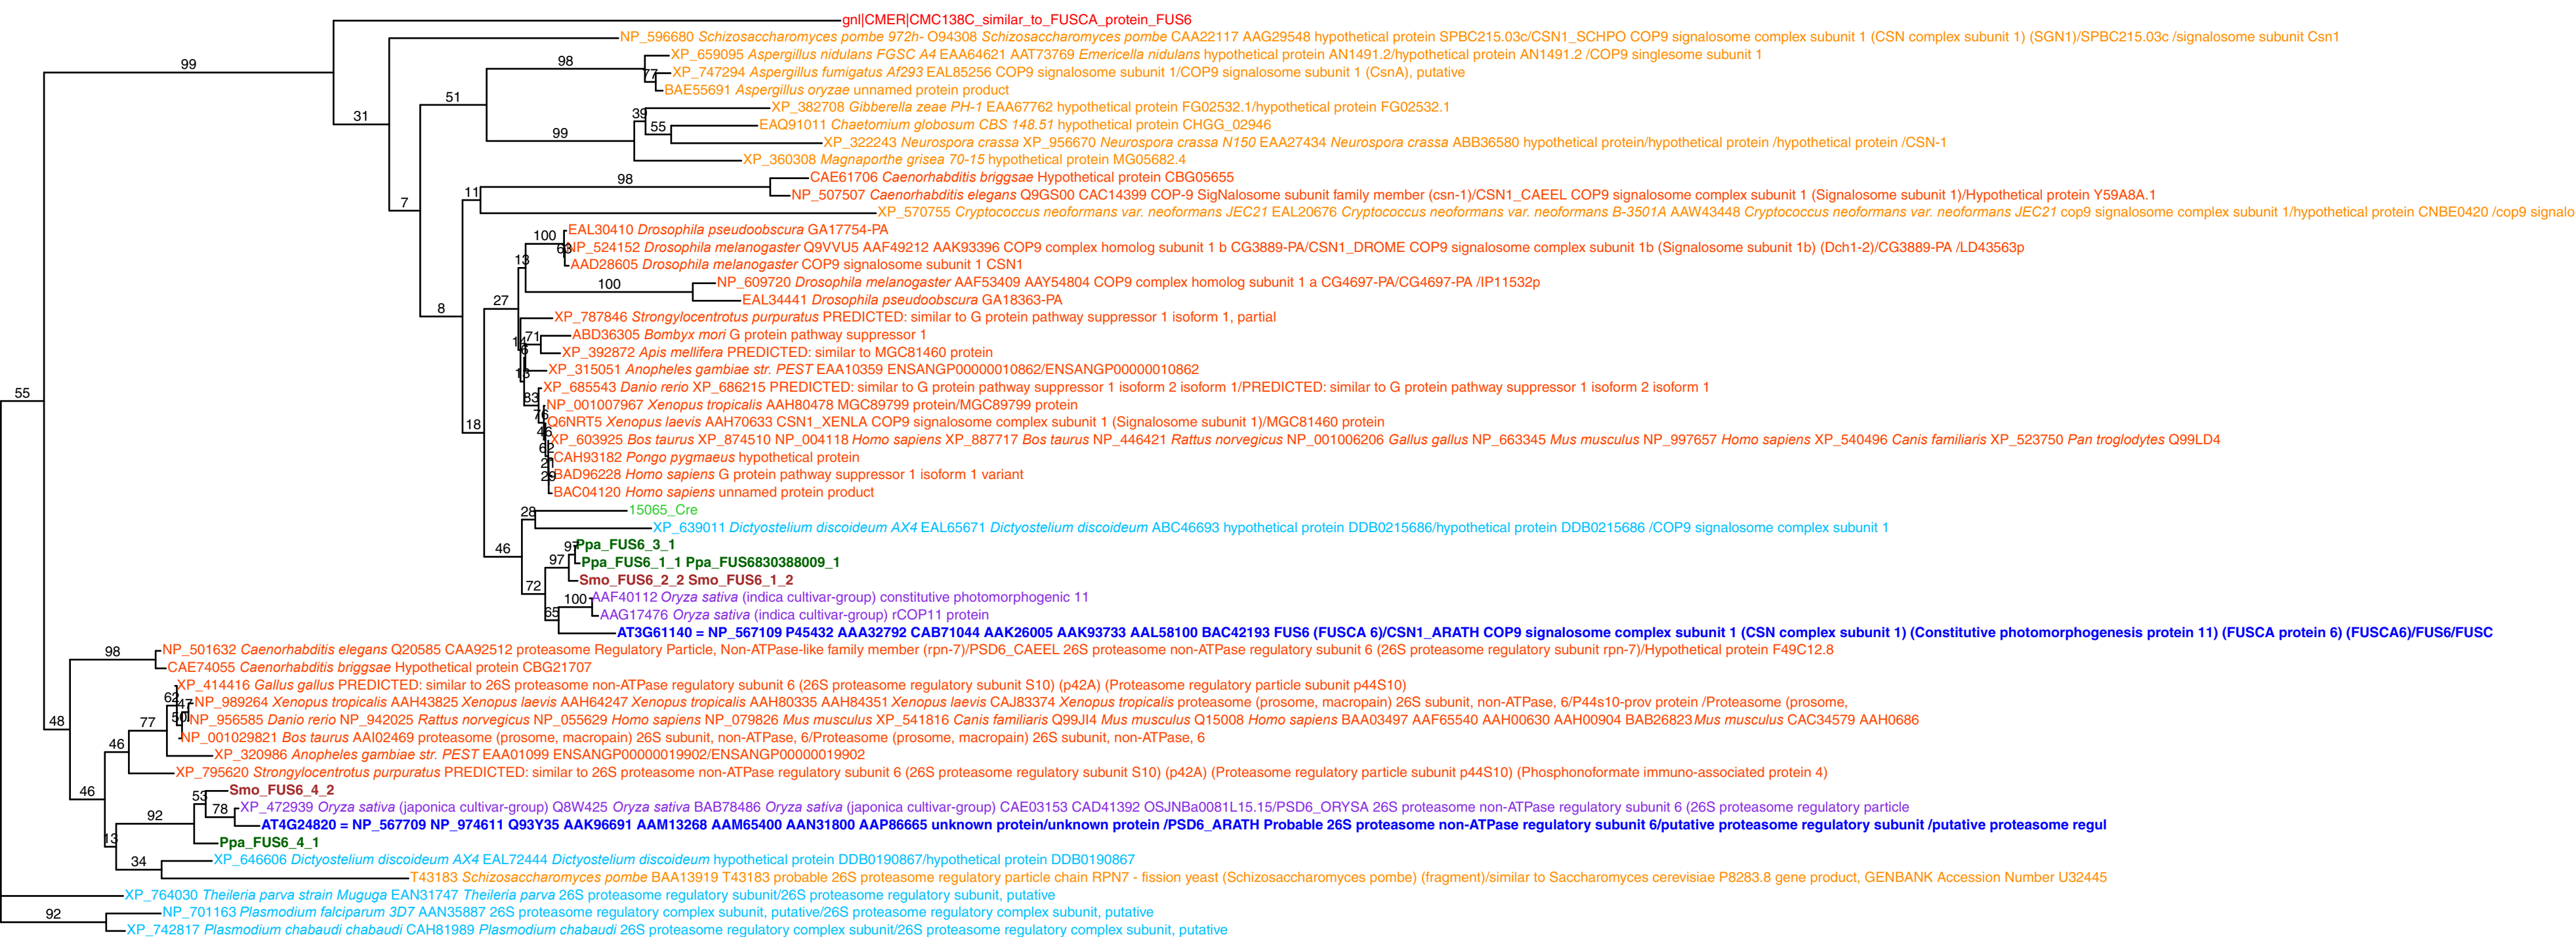 gnl|CMER|CMC138C_similar_to_FUSCA_protein_FUS6
NP_596680 Schizosaccharomyces pombe 972h- O94308 Schizosaccharomyces pombe CAA22117 AAG29548 hypothetical protein SPBC215.03c/CSN1_SCHPO COP9 signalosome complex subunit 1 (CSN complex subunit 1) (SGN1)/SPBC215.03c /signalosome subunit Csn1
XP_659095 Aspergillus nidulans FGSC A4 EAA64621 AAT73769 Emericella nidulans hypothetical protein AN1491.2/hypothetical protein AN1491.2 /COP9 singlesome subunit 1
98
99
77 XP_747294 Aspergillus fumigatus Af293 EAL85256 COP9 signalosome subunit 1/COP9 signalosome subunit 1 (CsnA), putative
BAE55691 Aspergillus oryzae unnamed protein product
51
XP_382708 Gibberella zeae PH-1 EAA67762 hypothetical protein FG02532.1/hypothetical protein FG02532.1
31
39
55 EAQ91011 Chaetomium globosum CBS 148.51 hypothetical protein CHGG_02946
99
XP_322243 Neurospora crassa XP_956670 Neurospora crassa N150 EAA27434 Neurospora crassa ABB36580 hypothetical protein/hypothetical protein /hypothetical protein /CSN-1
XP_360308 Magnaporthe grisea 70-15 hypothetical protein MG05682.4
98 CAE61706 Caenorhabditis briggsae Hypothetical protein CBG05655
11
NP_507507 Caenorhabditis elegans Q9GS00 CAC14399 COP-9 SigNalosome subunit family member (csn-1)/CSN1_CAEEL COP9 signalosome complex subunit 1 (Signalosome subunit 1)/Hypothetical protein Y59A8A.1
7
XP_570755 Cryptococcus neoformans var. neoformans JEC21 EAL20676 Cryptococcus neoformans var. neoformans B-3501A AAW43448 Cryptococcus neoformans var. neoformans JEC21 cop9 signalosome complex subunit 1/hypothetical protein CNBE0420 /cop9 signalo
EAL30410 Drosophila pseudoobscura GA17754-PA
100
NP_524152 Drosophila melanogaster Q9VVU5 AAF49212 AAK93396 COP9 complex homolog subunit 1 b CG3889-PA/CSN1_DROME COP9 signalosome complex subunit 1b (Signalosome subunit 1b) (Dch1-2)/CG3889-PA /LD43563p
13
AAD28605 Drosophila melanogaster COP9 signalosome subunit 1 CSN1
100 NP_609720 Drosophila melanogaster AAF53409 AAY54804 COP9 complex homolog subunit 1 a CG4697-PA/CG4697-PA /IP11532p
27
EAL34441 Drosophila pseudoobscura GA18363-PA
8
XP_787846 Strongylocentrotus purpuratus PREDICTED: similar to G protein pathway suppressor 1 isoform 1, partial
71 ABD36305 Bombyx mori G protein pathway suppressor 1
XP_392872 Apis mellifera PREDICTED: similar to MGC81460 protein
XP_315051 Anopheles gambiae str. PEST EAA10359 ENSANGP00000010862/ENSANGP00000010862
XP_685543 Danio rerio XP_686215 PREDICTED: similar to G protein pathway suppressor 1 isoform 2 isoform 1/PREDICTED: similar to G protein pathway suppressor 1 isoform 2 isoform 1
55
83
NP_001007967 Xenopus tropicalis AAH80478 MGC89799 protein/MGC89799 protein
18
Q6NRT5 Xenopus laevis AAH70633 CSN1_XENLA COP9 signalosome complex subunit 1 (Signalosome subunit 1)/MGC81460 protein
XP_603925 Bos taurus XP_874510 NP_004118 Homo sapiens XP_887717 Bos taurus NP_446421 Rattus norvegicus NP_001006206 Gallus gallus NP_663345 Mus musculus NP_997657 Homo sapiens XP_540496 Canis familiaris XP_523750 Pan troglodytes Q99LD4
CAH93182 Pongo pygmaeus hypothetical protein
BAD96228 Homo sapiens G protein pathway suppressor 1 isoform 1 variant
BAC04120 Homo sapiens unnamed protein product
28 15065_Cre
XP_639011 Dictyostelium discoideum AX4 EAL65671 Dictyostelium discoideum ABC46693 hypothetical protein DDB0215686/hypothetical protein DDB0215686 /COP9 signalosome complex subunit 1
46
Ppa_FUS6_3_1
97 Ppa_FUS6_1_1 Ppa_FUS6830388009_1
72 Smo_FUS6_2_2 Smo_FUS6_1_2
100 AAF40112 Oryza sativa (indica cultivar-group) constitutive photomorphogenic 11
65 AAG17476 Oryza sativa (indica cultivar-group) rCOP11 protein
AT3G61140 = NP_567109 P45432 AAA32792 CAB71044 AAK26005 AAK93733 AAL58100 BAC42193 FUS6 (FUSCA 6)/CSN1_ARATH COP9 signalosome complex subunit 1 (CSN complex subunit 1) (Constitutive photomorphogenesis protein 11) (FUSCA protein 6) (FUSCA6)/FUS6/FUSC
98 NP_501632 Caenorhabditis elegans Q20585 CAA92512 proteasome Regulatory Particle, Non-ATPase-like family member (rpn-7)/PSD6_CAEEL 26S proteasome non-ATPase regulatory subunit 6 (26S proteasome regulatory subunit rpn-7)/Hypothetical protein F49C12.8
CAE74055 Caenorhabditis briggsae Hypothetical protein CBG21707
XP_414416 Gallus gallus PREDICTED: similar to 26S proteasome non-ATPase regulatory subunit 6 (26S proteasome regulatory subunit S10) (p42A) (Proteasome regulatory particle subunit p44S10)
62
47 NP_989264 Xenopus tropicalis AAH43825 Xenopus laevis AAH64247 Xenopus tropicalis AAH80335 AAH84351 Xenopus laevis CAJ83374 Xenopus tropicalis proteasome (prosome, macropain) 26S subunit, non-ATPase, 6/P44s10-prov protein /Proteasome (prosome,
48
77
50 NP_956585 Danio rerio NP_942025 Rattus norvegicus NP_055629 Homo sapiens NP_079826 Mus musculus XP_541816 Canis familiaris Q99JI4 Mus musculus Q15008 Homo sapiens BAA03497 AAF65540 AAH00630 AAH00904 BAB26823 Mus musculus CAC34579 AAH0686
NP_001029821 Bos taurus AAI02469 proteasome (prosome, macropain) 26S subunit, non-ATPase, 6/Proteasome (prosome, macropain) 26S subunit, non-ATPase, 6
46
XP_320986 Anopheles gambiae str. PEST EAA01099 ENSANGP00000019902/ENSANGP00000019902
XP_795620 Strongylocentrotus purpuratus PREDICTED: similar to 26S proteasome non-ATPase regulatory subunit 6 (26S proteasome regulatory subunit S10) (p42A) (Proteasome regulatory particle subunit p44S10) (Phosphonoformate immuno-associated protein 4)
46
53 Smo_FUS6_4_2
78 XP_472939 Oryza sativa (japonica cultivar-group) Q8W425 Oryza sativa BAB78486 Oryza sativa (japonica cultivar-group) CAE03153 CAD41392 OSJNBa0081L15.15/PSD6_ORYSA 26S proteasome non-ATPase regulatory subunit 6 (26S proteasome regulatory particle
92
AT4G24820 = NP_567709 NP_974611 Q93Y35 AAK96691 AAM13268 AAM65400 AAN31800 AAP86665 unknown protein/unknown protein /PSD6_ARATH Probable 26S proteasome non-ATPase regulatory subunit 6/putative proteasome regulatory subunit /putative proteasome regul
13
Ppa_FUS6_4_1
34 XP_646606 Dictyostelium discoideum AX4 EAL72444 Dictyostelium discoideum hypothetical protein DDB0190867/hypothetical protein DDB0190867
T43183 Schizosaccharomyces pombe BAA13919 T43183 probable 26S proteasome regulatory particle chain RPN7 - fission yeast (Schizosaccharomyces pombe) (fragment)/similar to Saccharomyces cerevisiae P8283.8 gene product, GENBANK Accession Number U32445
XP_764030 Theileria parva strain Muguga EAN31747 Theileria parva 26S proteasome regulatory subunit/26S proteasome regulatory subunit, putative
92 NP_701163 Plasmodium falciparum 3D7 AAN35887 26S proteasome regulatory complex subunit, putative/26S proteasome regulatory complex subunit, putative
XP_742817 Plasmodium chabaudi chabaudi CAH81989 Plasmodium chabaudi 26S proteasome regulatory complex subunit/26S proteasome regulatory complex subunit, putative